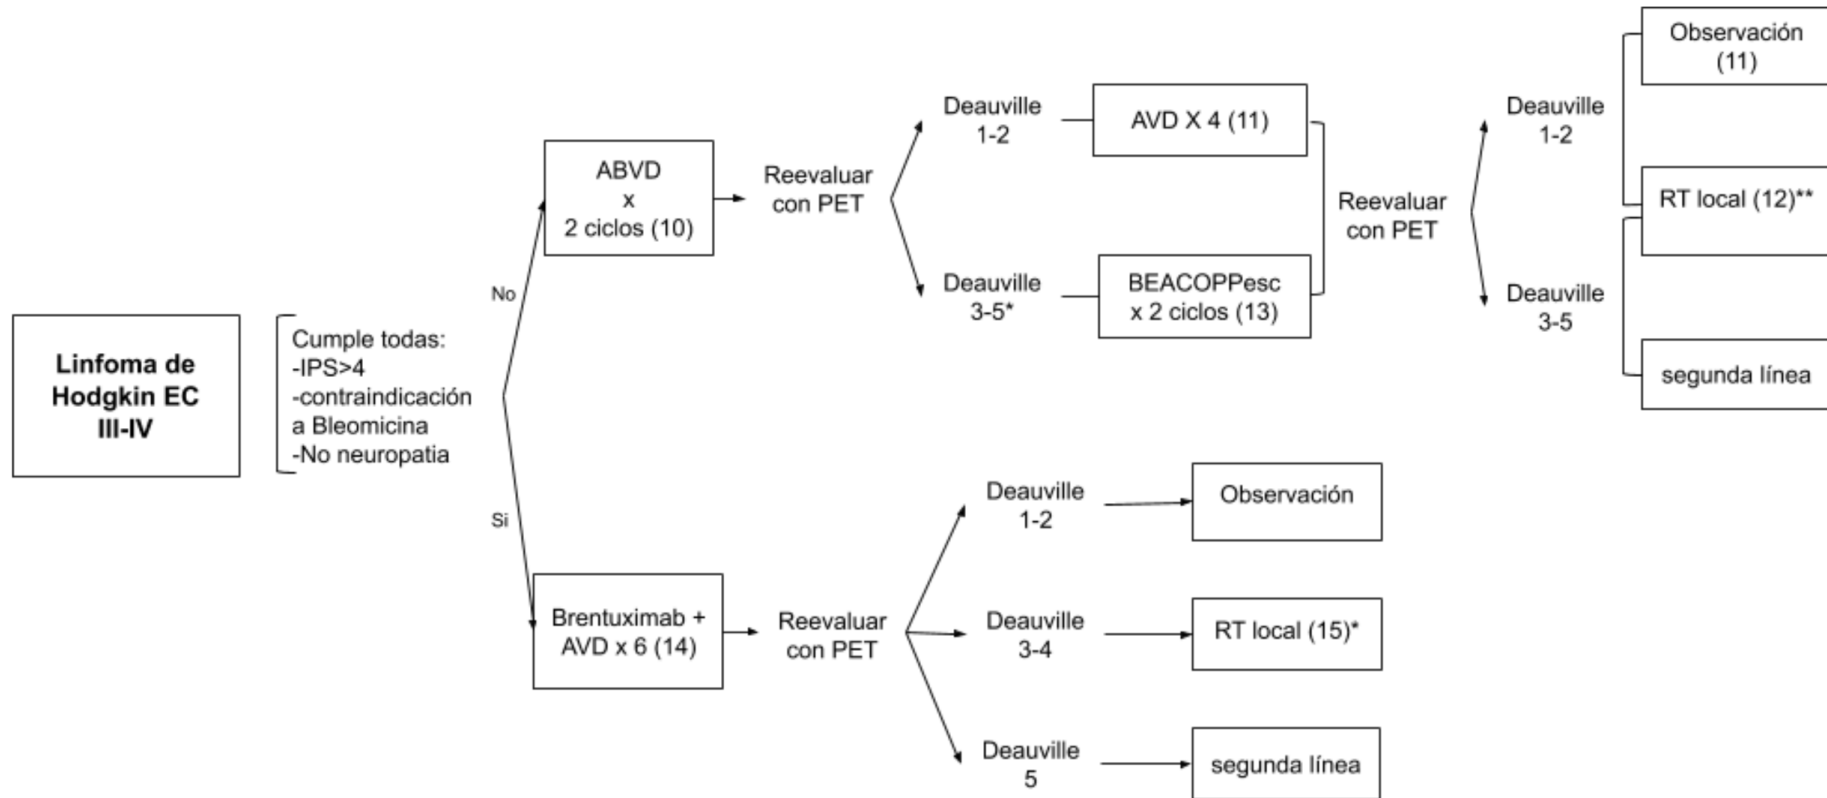 Linfoma de
Hodgkin EC
III-IV
Cumple todas:
-IPS>4
-contraindicación
a Bleomicina
-No neuropatia
No
Si
ABVD
x
2 ciclos (10)
Reevaluar
con PET
Deauville
1-2
AVD X 4 (11)
Deauville
3-5*
BEACOPPesc
x 2 ciclos (13)
Reevaluar
con PET
Deauville
1-2
Observación
(11)
RT local (12)**
Deauville
3-5
segunda línea
Brentuximab +
AVD x 6 (14)
Reevaluar
con PET
Deauville
1-2
Observación
Deauville
3-4
RT local (15)*
Deauville
5
segunda línea